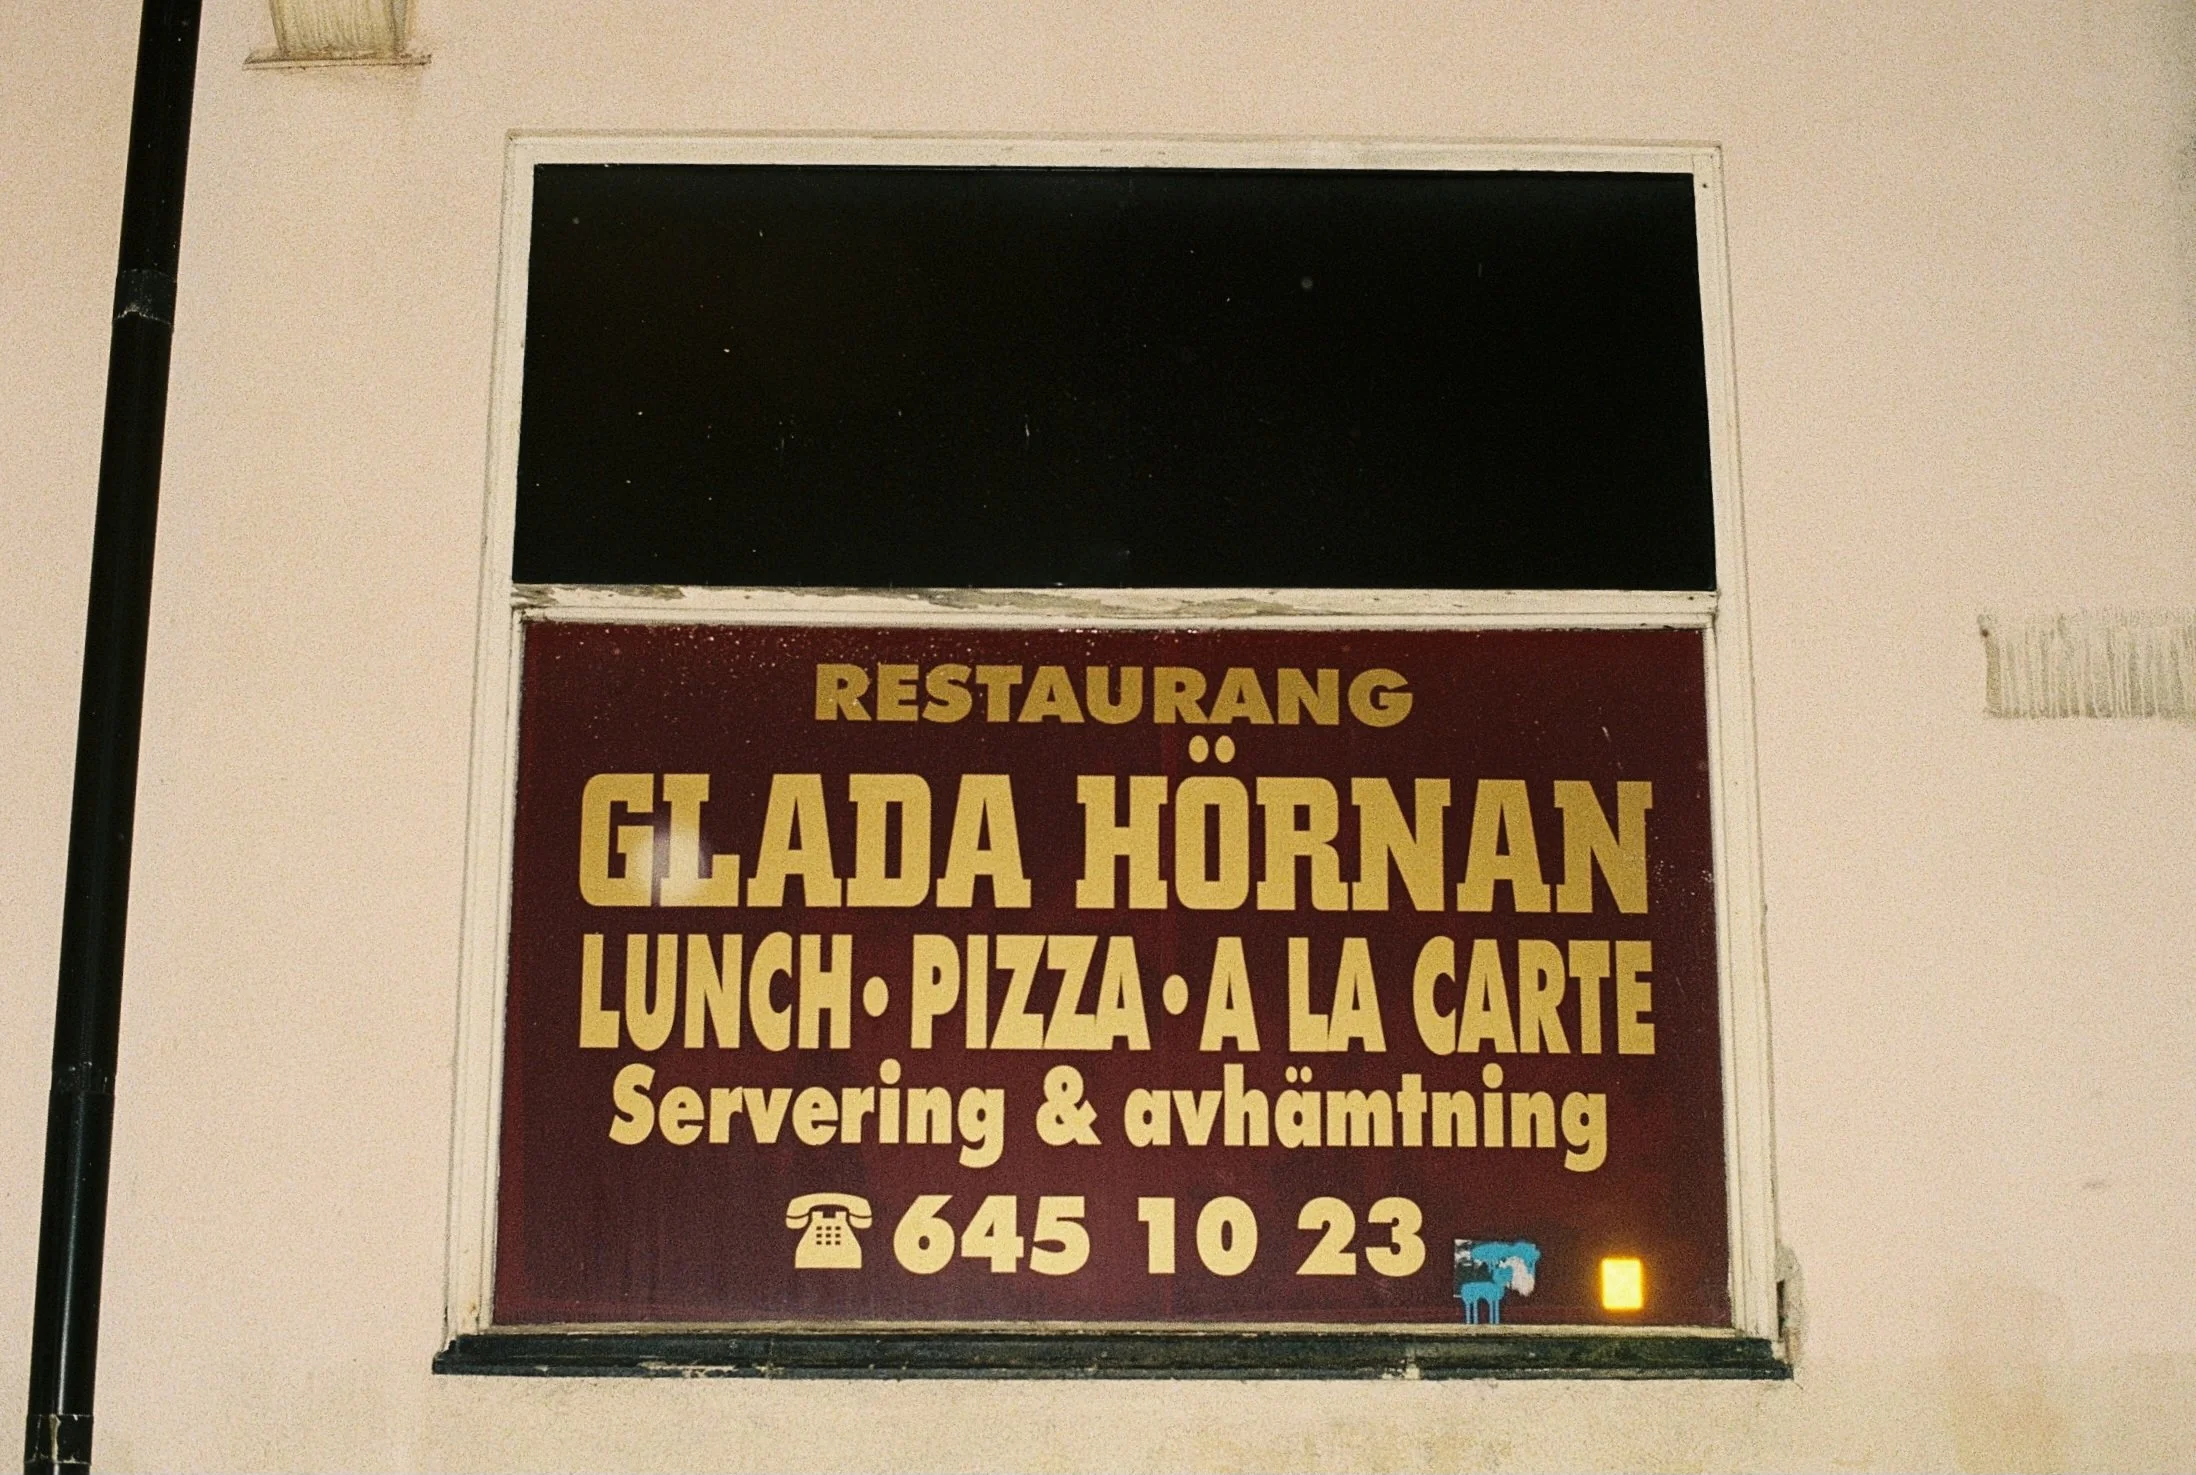 RESTAURANG
GLADA HÖRNAN
LUNCH • PIZZA • A LA CARTE
Servering & avhämtning
☎ 645 10 23